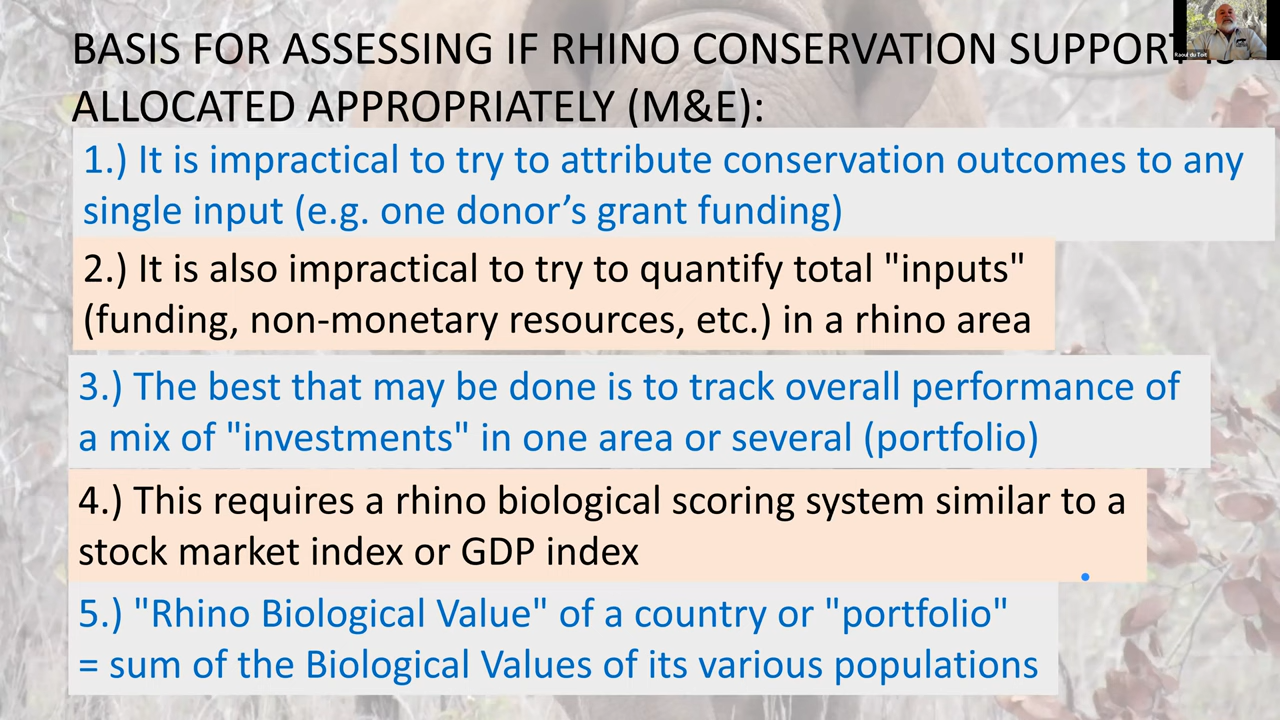 BASIS FOR ASSESSING IF RHINO CONSERVATION SUPPORT
ALLOCATED APPROPRIATELY (M&E):
1.) It is impractical to try to attribute conservation outcomes to any
single input (e.g. one donor’s grant funding)
2.) It is also impractical to try to quantify total "inputs"
(funding, non-monetary resources, etc.) in a rhino area
3.) The best that may be done is to track overall performance of
a mix of "investments" in one area or several (portfolio)
4.) This requires a rhino biological scoring system similar to a
stock market index or GDP index
5.) "Rhino Biological Value" of a country or "portfolio"
= sum of the Biological Values of its various populations
Raoul du Toit